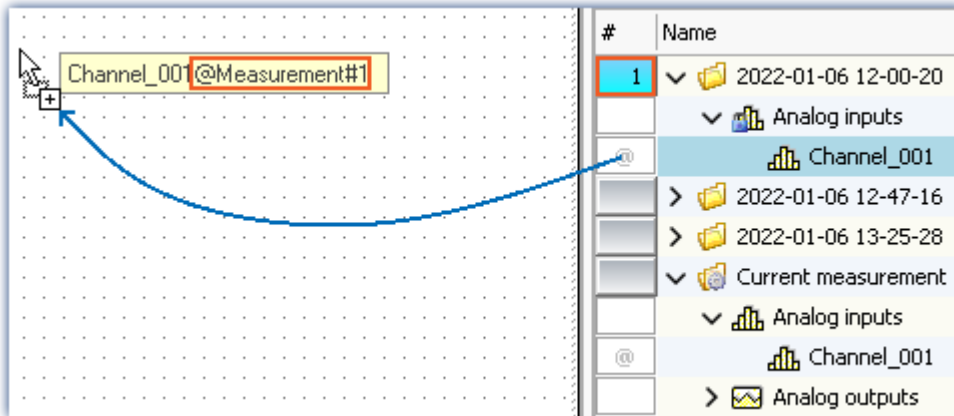 Channel_001@Measurement#1
# Name
1 2022-01-06 12-00-20
Analog inputs
@ Channel_001
2022-01-06 12-47-16
2022-01-06 13-25-28
Current measurement
Analog inputs
@ Channel_001
Analog outputs